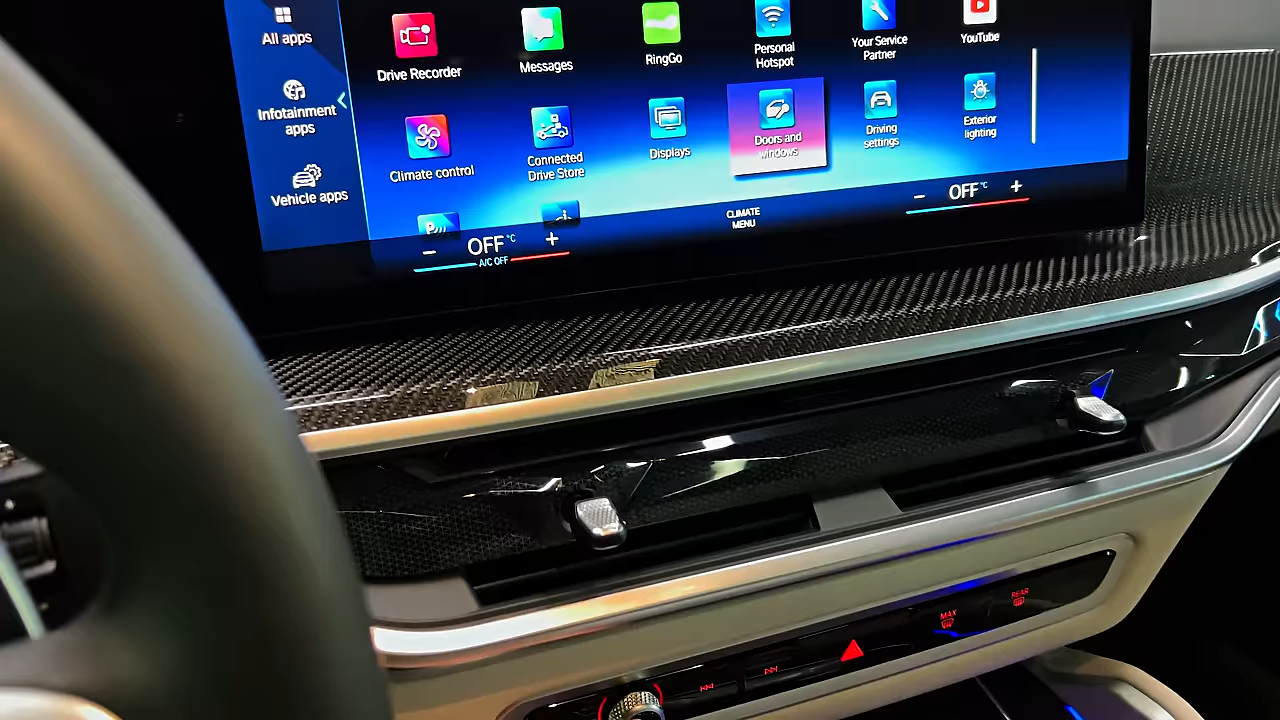 All apps
Infotainment
apps
Vehicle apps
Drive Recorder
Messages
RingGo
Personal
Hotspot
Your Service
Partner
YouTube
Climate control
Connected
Drive Store
Displays
Doors and
windows
Driving
settings
Exterior
lighting
P
− OFF °C +
A/C OFF
CLIMATE
MENU
− OFF °C +
MAX
REAR